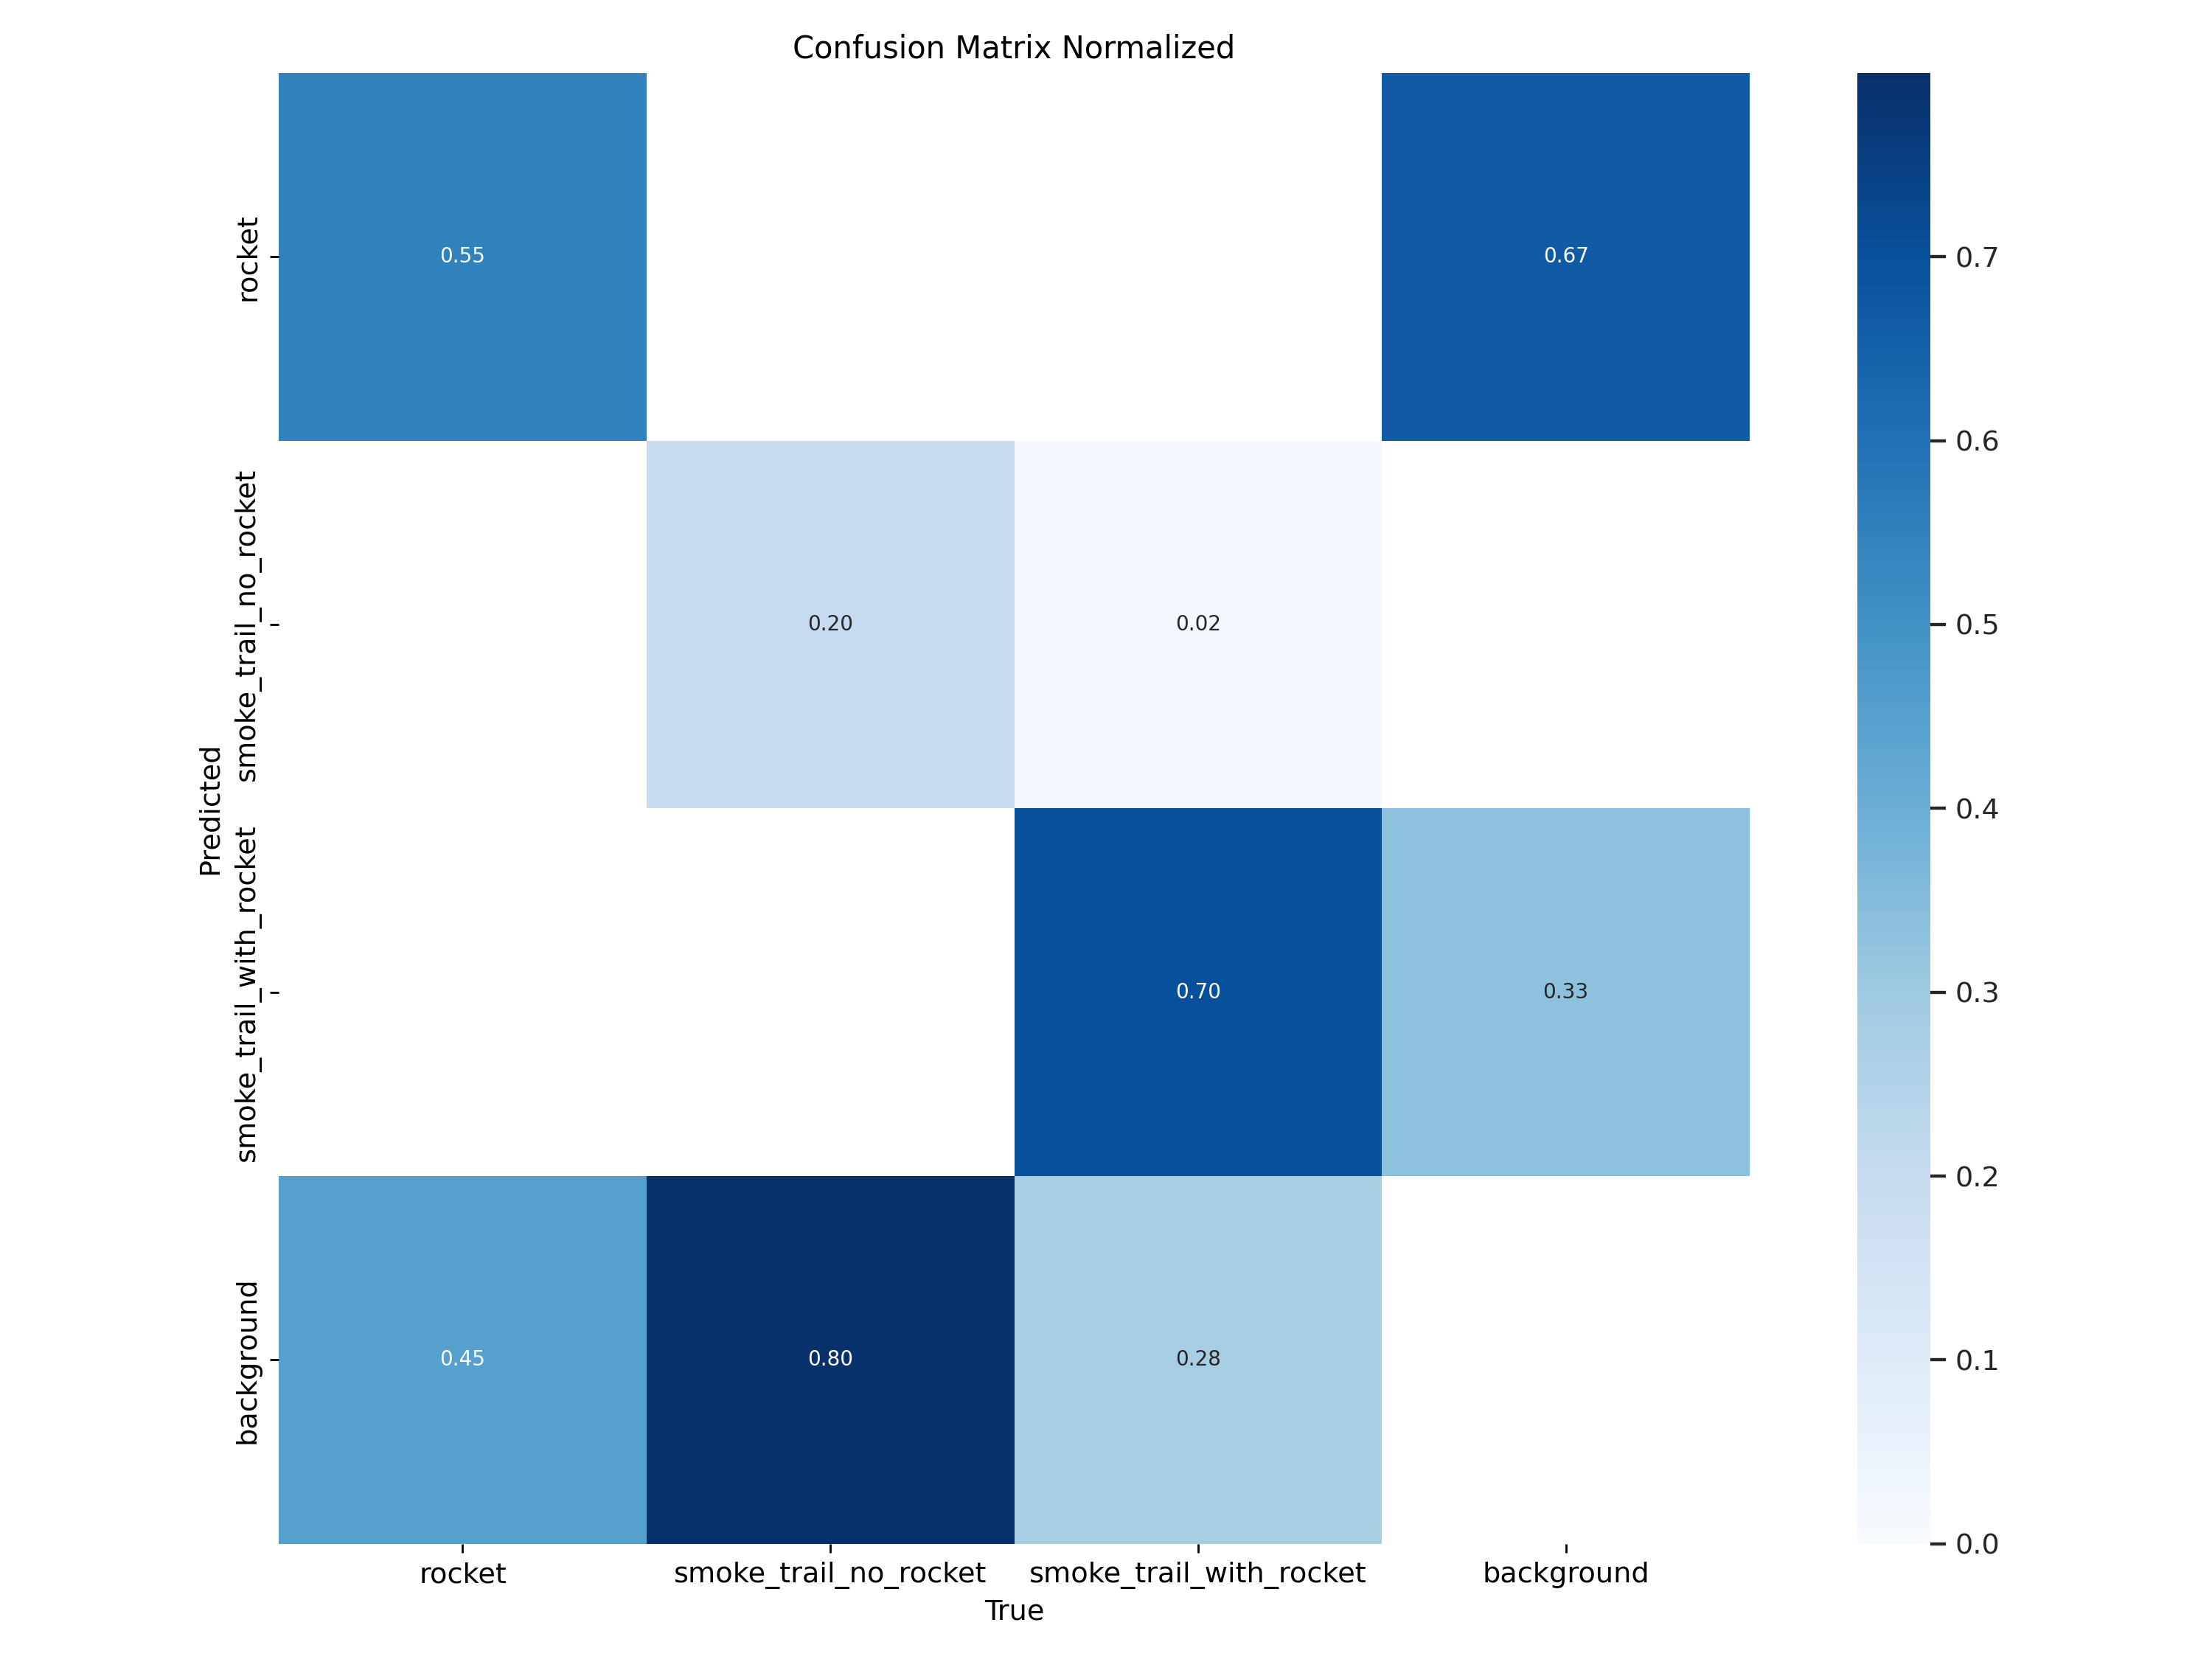 Confusion Matrix Normalized
rocket
0.55
0.67
0.7
0.6
smoke_trail_no_rocket
0.20
0.02
0.5
0.4
Predicted
smoke_trail_with_rocket
0.70
0.33
0.3
0.2
background
0.45
0.80
0.28
0.1
0.0
rocket
smoke_trail_no_rocket
smoke_trail_with_rocket
background
True